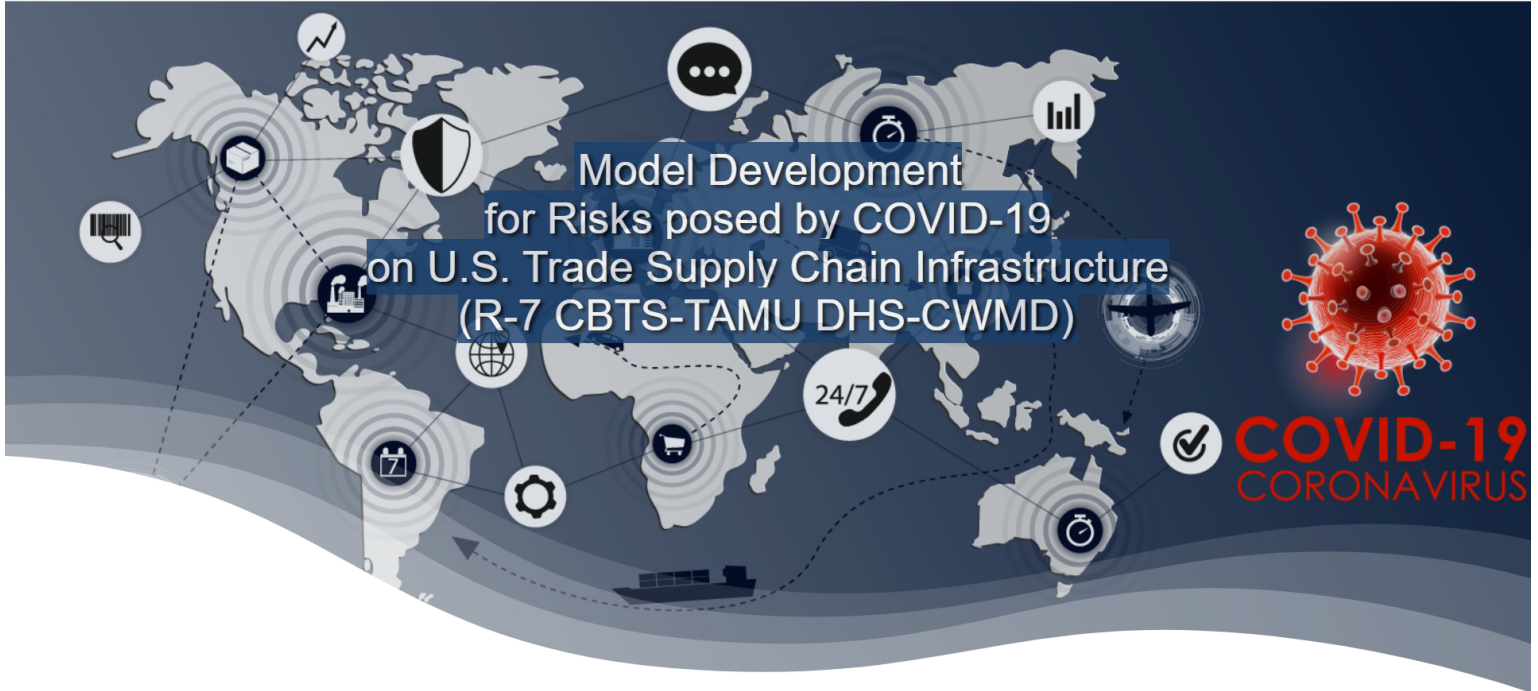 Model Development
for Risks posed by COVID-19
on U.S. Trade Supply Chain Infrastructure
(R-7 CBTS-TAMU DHS-CWMD)
24/7
7
COVID-19
CORONAVIRUS